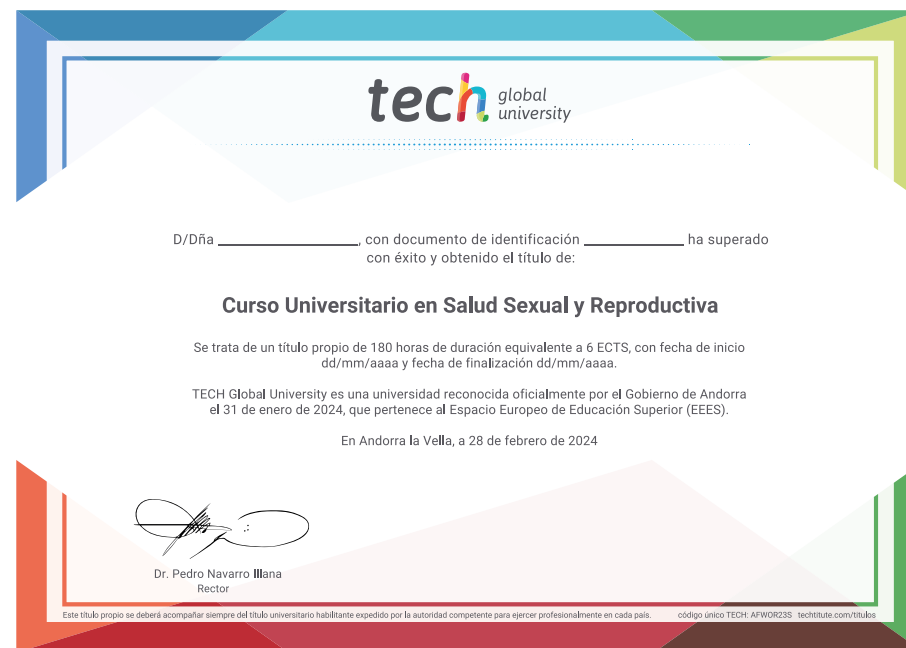 tech global university
D/Dña ____________, con documento de identificación ____________ ha superado
con éxito y obtenido el título de:
Curso Universitario en Salud Sexual y Reproductiva
Se trata de un título propio de 180 horas de duración equivalente a 6 ECTS, con fecha de inicio
dd/mm/aaaa y fecha de finalización dd/mm/aaaa.
TECH Global University es una universidad reconocida oficialmente por el Gobierno de Andorra
el 31 de enero de 2024, que pertenece al Espacio Europeo de Educación Superior (EEES).
En Andorra la Vella, a 28 de febrero de 2024
Dr. Pedro Navarro Illana
Rector
Este título propio se deberá acompañar siempre del título universitario habilitante expedido por la autoridad competente para ejercer profesionalmente en cada país. código único TECH: AFWOR23S techtitute.com/titulos